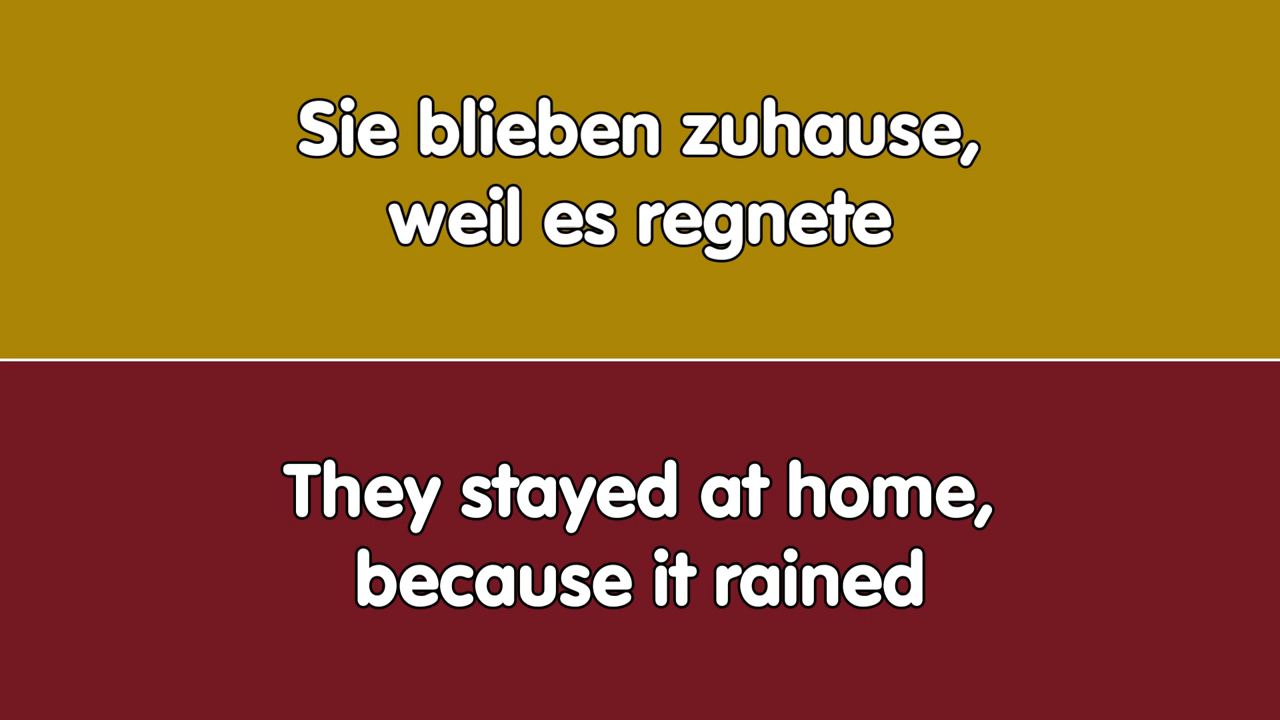 Sie blieben zuhause,
weil es regnete
They stayed at home,
because it rained